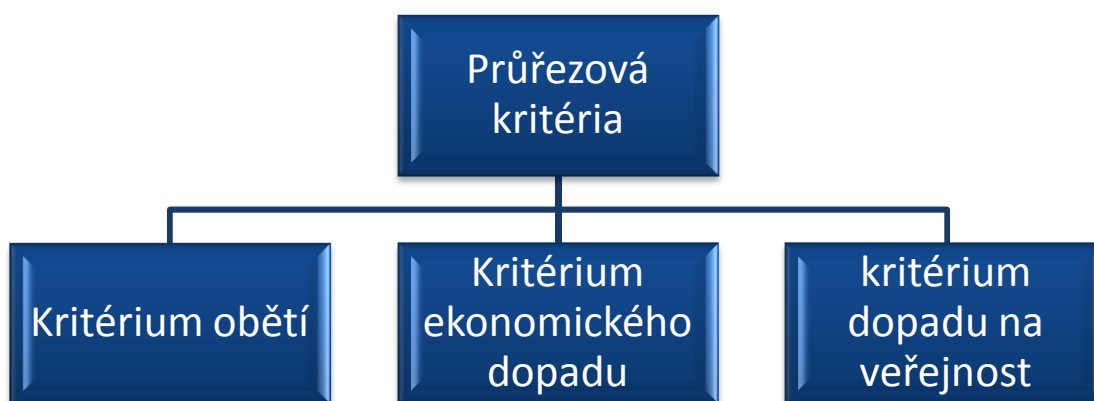 Průřezová
kritéria
Kritérium obětí
Kritérium
ekonomického
dopadu
kritérium
dopadu na
veřejnost